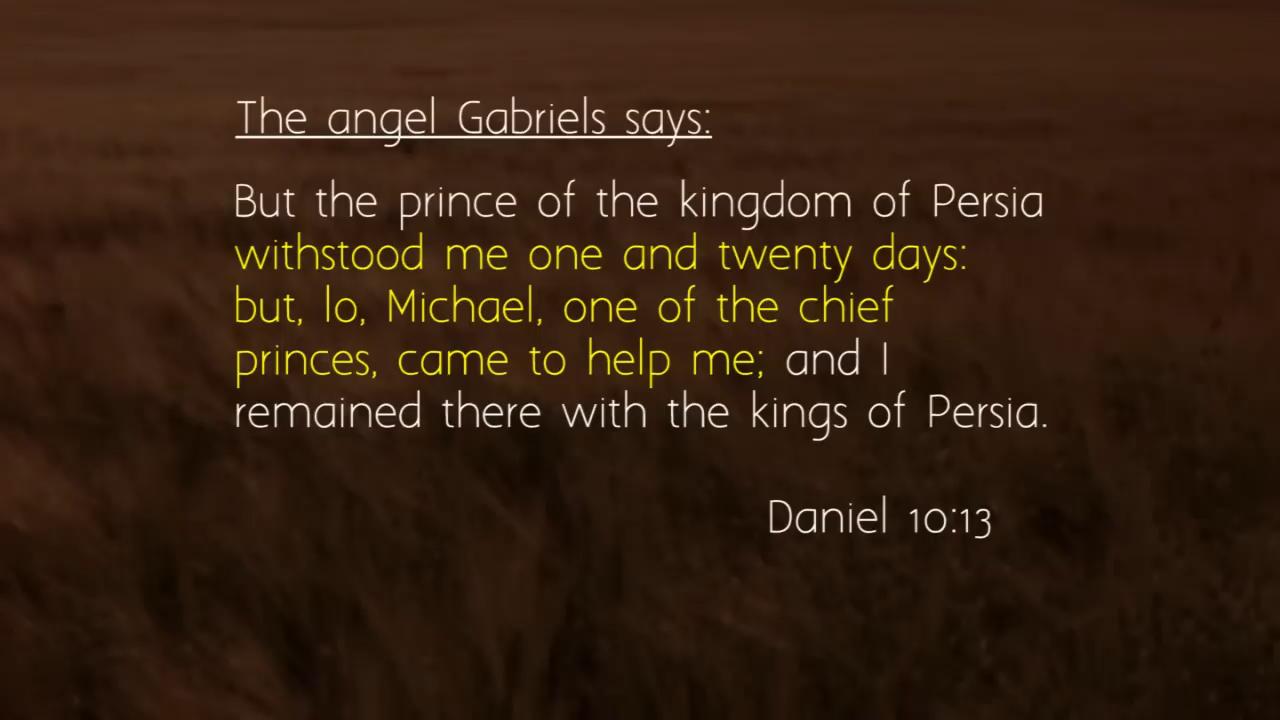 The angel Gabriels says:
But the prince of the kingdom of Persia
withstood me one and twenty days:
but, lo, Michael, one of the chief
princes, came to help me; and I
remained there with the kings of Persia.
Daniel 10:13